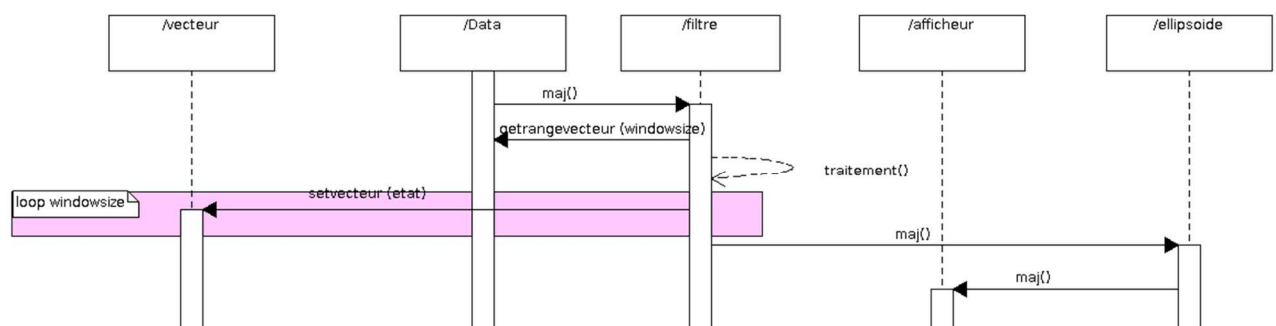 /vecteur
/Data
/filtre
/afficheur
/ellipsoide
maj()
getrangevecteur (windowsize)
traitement()
setvecteur (etat)
loop windowsize
maj()
maj()